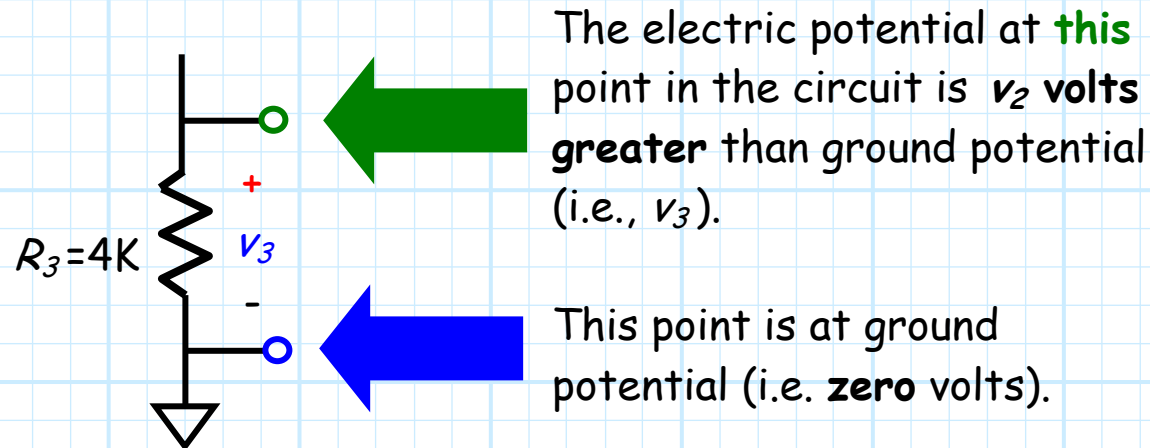 The electric potential at this
point in the circuit is v₂ volts
greater than ground potential
(i.e., v₃).
+
v₃
R₃=4K
-
This point is at ground
potential (i.e. zero volts).